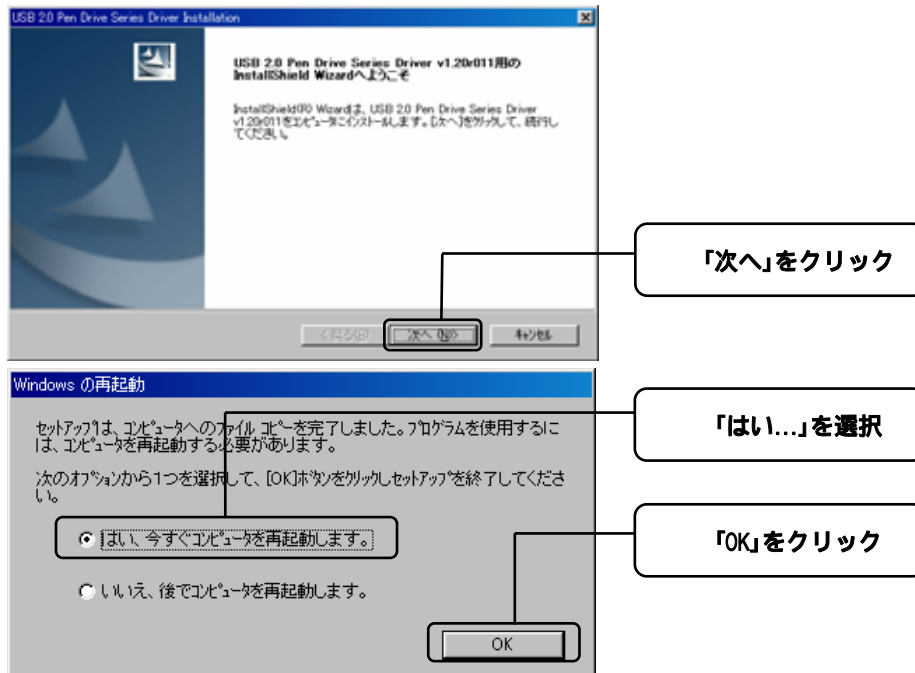 USB 2.0 Pen Drive Series Driver Installation
USB 2.0 Pen Drive Series Driver v1.20r011用の
InstallShield Wizardへようこそ
InstallShield(R) Wizardは、USB 2.0 Pen Drive Series Driver
v1.20r011をコンピュータにインストールします。[次へ]をクリックして、続行し
てください。
「次へ」をクリック
< 戻る(B)
次へ (N)>
キャンセル
Windows の再起動
セットアップは、コンピュータへのファイル コピーを完了しました。プログラムを使用するに
は、コンピュータを再起動する必要があります。
「はい...」を選択
次のオプションから1つを選択して、[OK]ボタンをクリックしセットアップを終了してくださ
い。
はい、今すぐコンピュータを再起動します。
「OK」をクリック
いいえ、後でコンピュータを再起動します。
OK